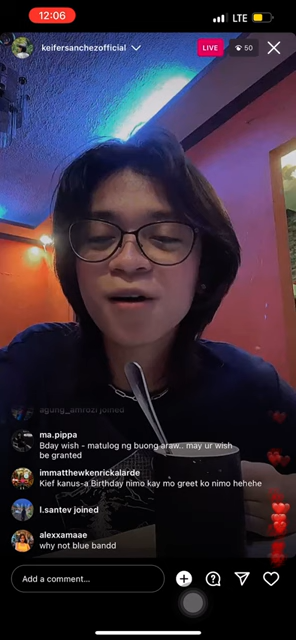 12:06
LTE
keifersanchezofficial
LIVE
50
agung_amrozi joined
ma.pippa
Bday wish - matulog ng buong araw.. may ur wish
be granted
immatthewkenrickalarde
Kief kanus-a Birthday nimo kay mo greet ko nimo hehehe
l.santev joined
alexxamaae
why not blue bandd
Add a comment...